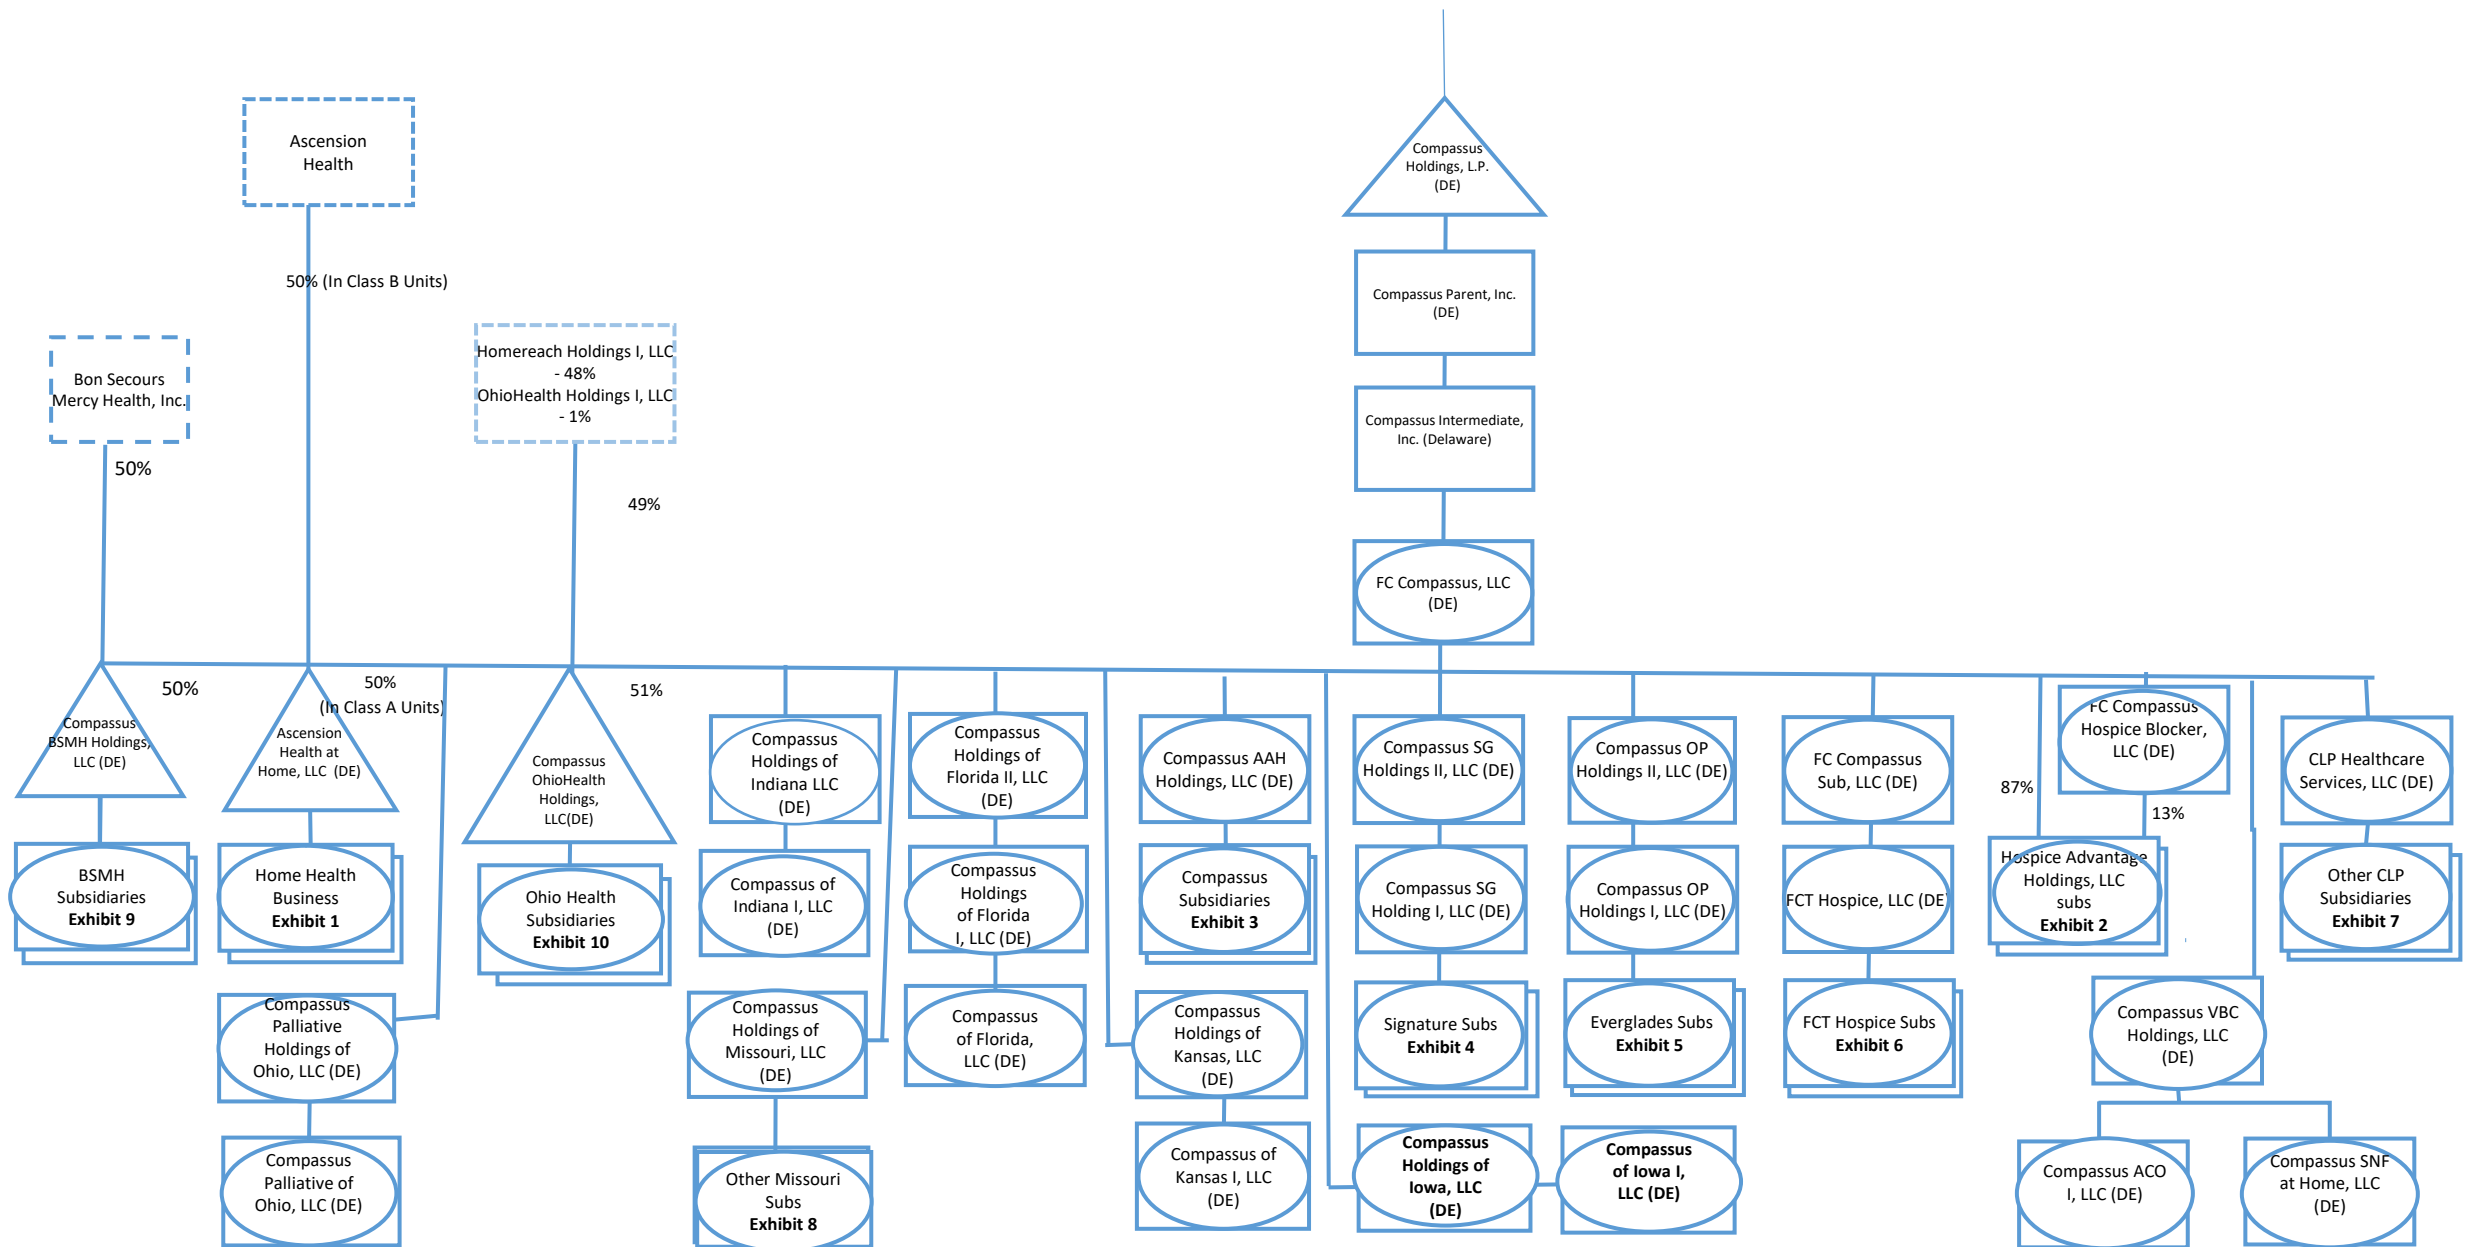 Ascension
Health
50% (In Class B Units)
Bon Secours
Mercy Health, Inc.
50%
Homereach Holdings I, LLC
- 48%
OhioHealth Holdings I, LLC
- 1%
49%
Compassus
Holdings, L.P.
(DE)
Compassus Parent, Inc.
(DE)
Compassus Intermediate,
Inc. (Delaware)
FC Compassus, LLC
(DE)
50%
Compassus
BSMH Holdings,
LLC (DE)
BSMH
Subsidiaries
Exhibit 9
50%
(In Class A Units)
Ascension
Health at
Home, LLC (DE)
Home Health
Business
Exhibit 1
Compassus
Palliative
Holdings of
Ohio, LLC (DE)
Compassus
Palliative of
Ohio, LLC (DE)
51%
Compassus
OhioHealth
Holdings,
LLC(DE)
Ohio Health
Subsidiaries
Exhibit 10
Compassus
Holdings of
Indiana LLC
(DE)
Compassus of
Indiana I, LLC
(DE)
Compassus
Holdings of
Missouri, LLC
(DE)
Other Missouri
Subs
Exhibit 8
Compassus
Holdings of
Florida II, LLC
(DE)
Compassus
Holdings
of Florida
I, LLC (DE)
Compassus
of Florida,
LLC (DE)
Compassus AAH
Holdings, LLC (DE)
Compassus
Subsidiaries
Exhibit 3
Compassus
Holdings of
Kansas, LLC
(DE)
Compassus of
Kansas I, LLC
(DE)
Compassus SG
Holdings II, LLC (DE)
Compassus SG
Holding I, LLC (DE)
Signature Subs
Exhibit 4
Compassus
Holdings of
Iowa, LLC
(DE)
Compassus OP
Holdings II, LLC (DE)
Compassus OP
Holdings I, LLC (DE)
Everglades Subs
Exhibit 5
Compassus
of Iowa I,
LLC (DE)
FC Compassus
Sub, LLC (DE)
FCT Hospice, LLC (DE)
FCT Hospice Subs
Exhibit 6
FC Compassus
Hospice Blocker,
LLC (DE)
87%
13%
Hospice Advantage
Holdings, LLC
subs
Exhibit 2
Compassus VBC
Holdings, LLC
(DE)
Compassus ACO
I, LLC (DE)
Compassus SNF
at Home, LLC
(DE)
CLP Healthcare
Services, LLC (DE)
Other CLP
Subsidiaries
Exhibit 7